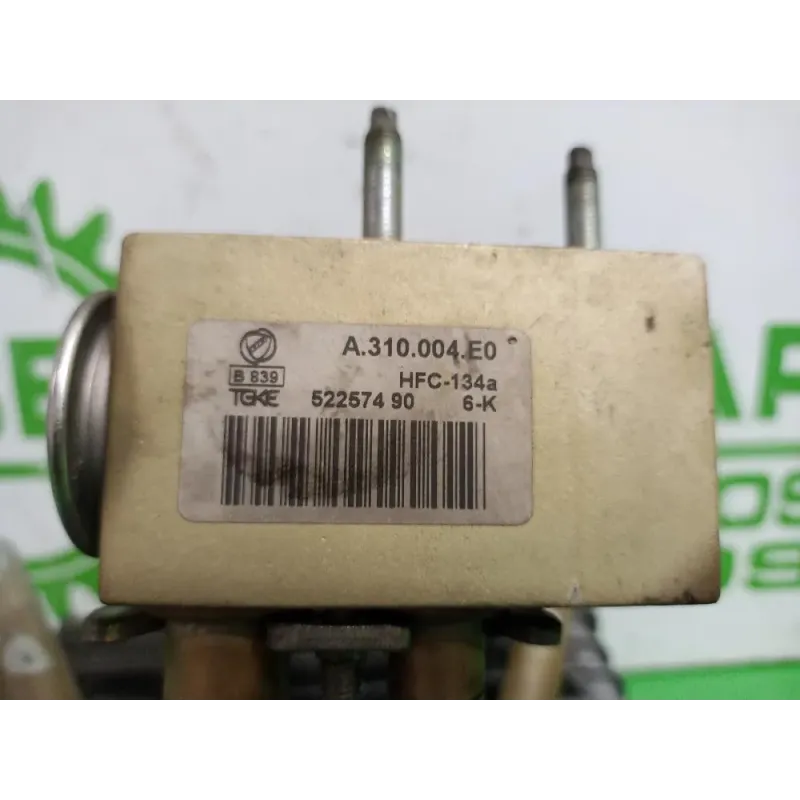 A.310.004.E0
B 839
HFC-134a
TGKE 522574 90 6-K